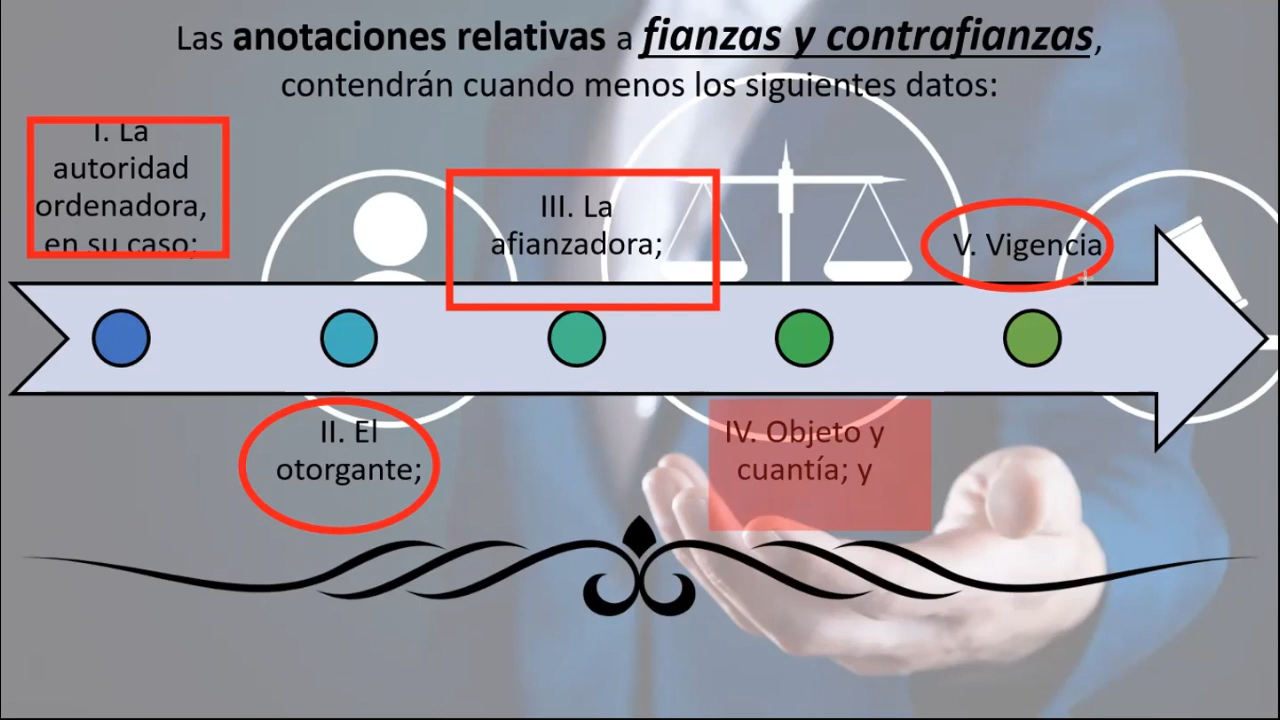 Las anotaciones relativas a fianzas y contrafianzas,
contendrán cuando menos los siguientes datos:
I. La
autoridad
ordenadora,
en su caso;
II. El
otorgante;
III. La
afianzadora;
IV. Objeto y
cuantía; y
V. Vigencia